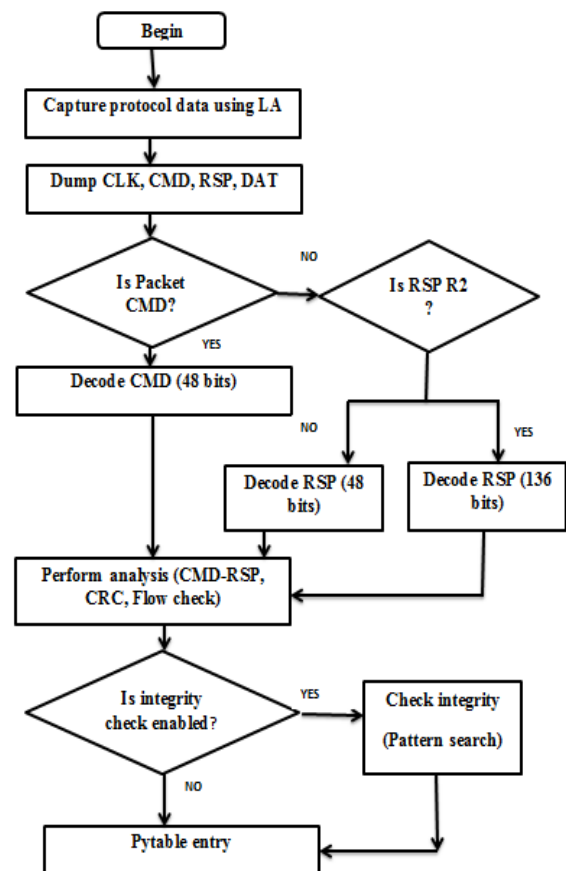 Begin
Capture protocol data using LA
Dump CLK, CMD, RSP, DAT
Is Packet
CMD?
NO
Is RSP R2
?
YES
Decode CMD (48 bits)
NO
YES
Decode RSP (48
bits)
Decode RSP (136
bits)
Perform analysis (CMD-RSP,
CRC, Flow check)
Is integrity
check enabled?
YES
Check integrity
(Pattern search)
NO
Pytable entry